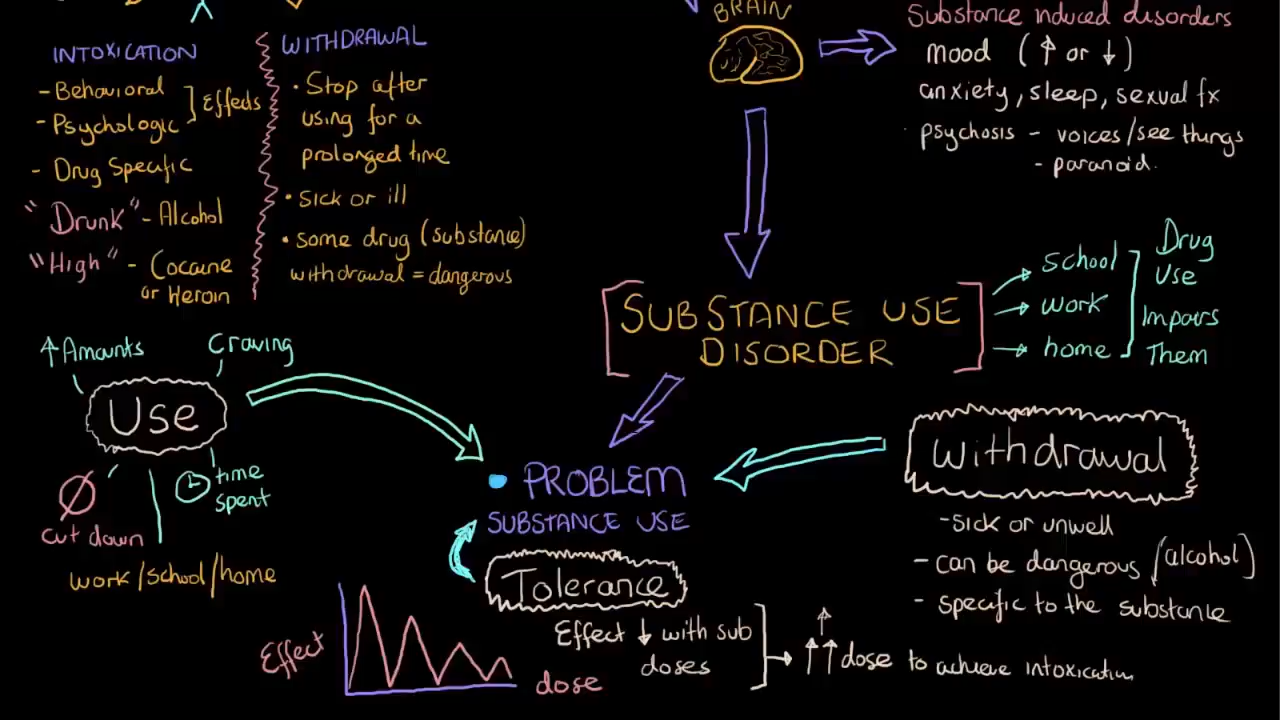 INTOXICATION
- Behavioral
- Psychologic
Effects
- Drug Specific
"Drunk" - Alcohol
"High" - Cocaine
or Heroin
WITHDRAWAL
• Stop after
using for a
prolonged time
• Sick or ill
• some drug (substance)
withdrawal = dangerous
BRAIN
Substance induced disorders
mood (↑ or ↓)
anxiety, sleep, sexual fx
psychosis - voices/see things
- paranoid.
SUBSTANCE USE
DISORDER
school
work
home
Drug
Use
Impairs
Them
↑ Amounts
Craving
Use
cut down
time
spent
work/school/home
• PROBLEM
SUBSTANCE USE
Withdrawal
- sick or unwell
- can be dangerous (alcohol)
- specific to the substance
Tolerance
Effect ↓ with sub
doses
↑↑↑ dose to achieve intoxication
Effect
dose